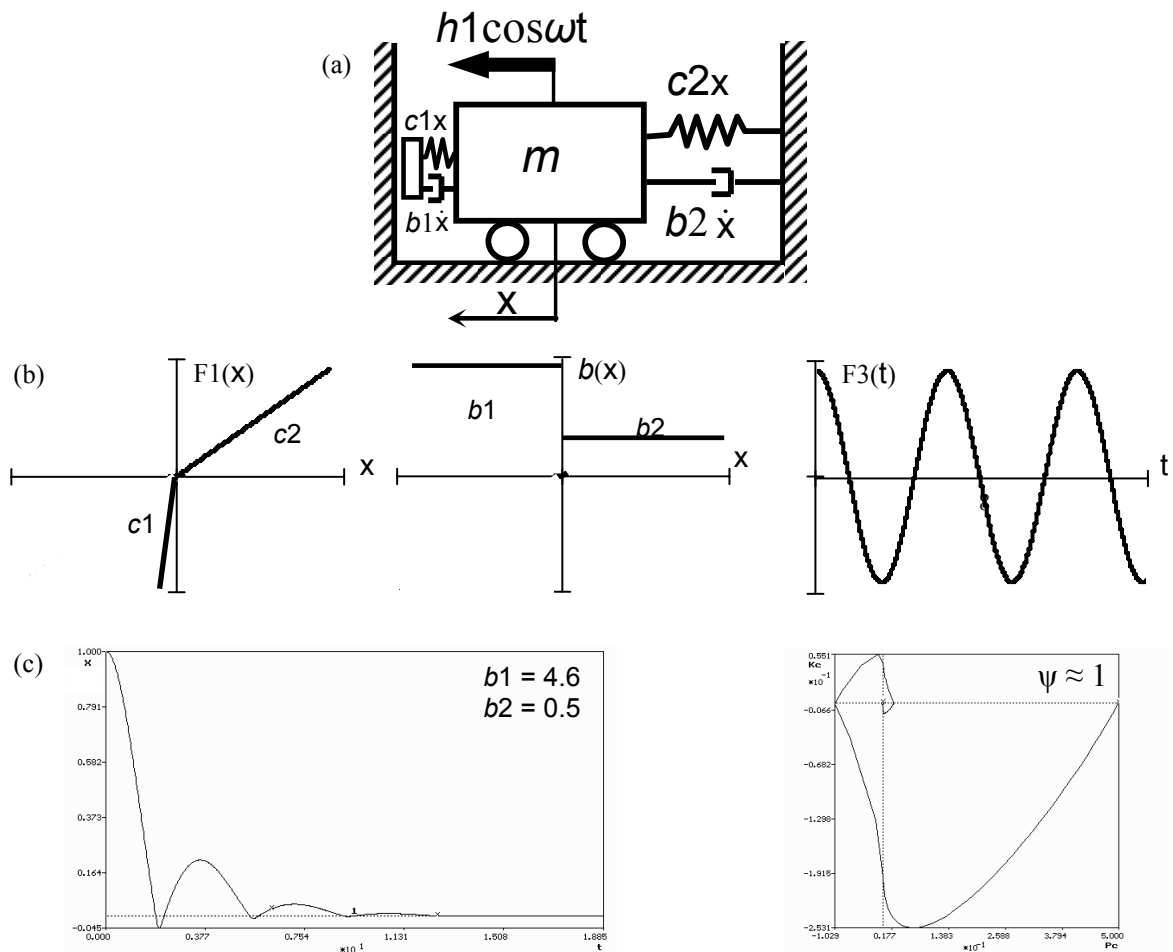 h1cosωt
(a)
c2x
c1x
m
b1ẋ
b2 ẋ
x
(b)
F1(x)
c2
x
c1
b(x)
b1
b2
x
F3(t)
t
(c)
1.000
x
0.791
0.582
0.373
0.164
-0.045
0.000
0.377
0.754
1.131
1.508
1.885
*10^1
t
1
b1 = 4.6
b2 = 0.5
0.551
Kc
*10^-1
-0.066
-0.682
-1.298
-1.915
-2.531
-1.029
0.177
1.383
2.588
3.794
5.000
*10^-1
Pc
ψ ≈ 1